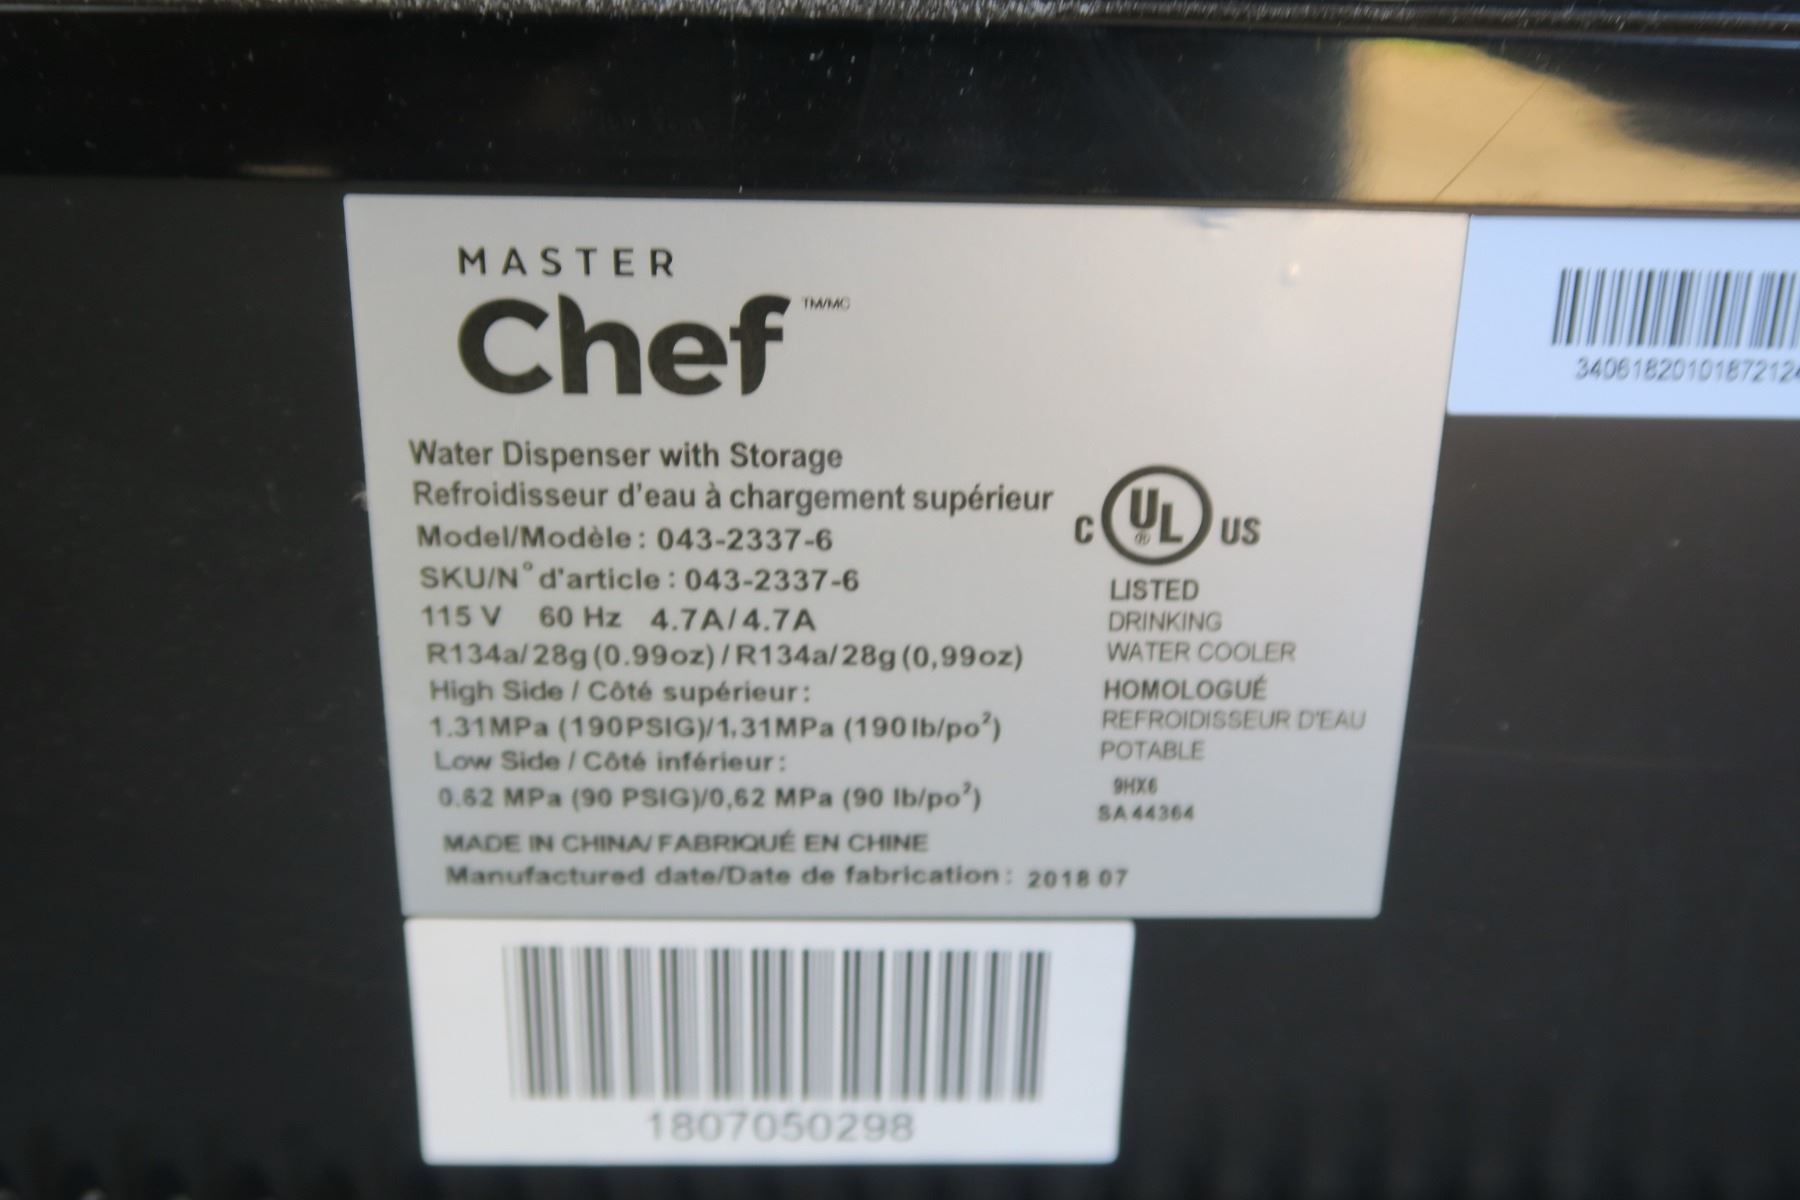 MASTER
Chef TM/MC
Water Dispenser with Storage
Refroidisseur d'eau à chargement supérieur
Model/Modèle : 043-2337-6
SKU/N° d'article : 043-2337-6
115 V 60 Hz 4.7A/4.7A
R134a/28g (0.99oz) / R134a/28g (0,99oz)
High Side / Côté supérieur :
1.31MPa (190PSIG)/1,31MPa (190 lb/po²)
Low Side / Côté inférieur :
0.62 MPa (90 PSIG)/0,62 MPa (90 lb/po²)
MADE IN CHINA/ FABRIQUÉ EN CHINE
Manufactured date/Date de fabrication : 2018 07
C UL ® US
LISTED
DRINKING
WATER COOLER
HOMOLOGUÉ
REFROIDISSEUR D'EAU
POTABLE
9HX6
SA 44364
1807050298